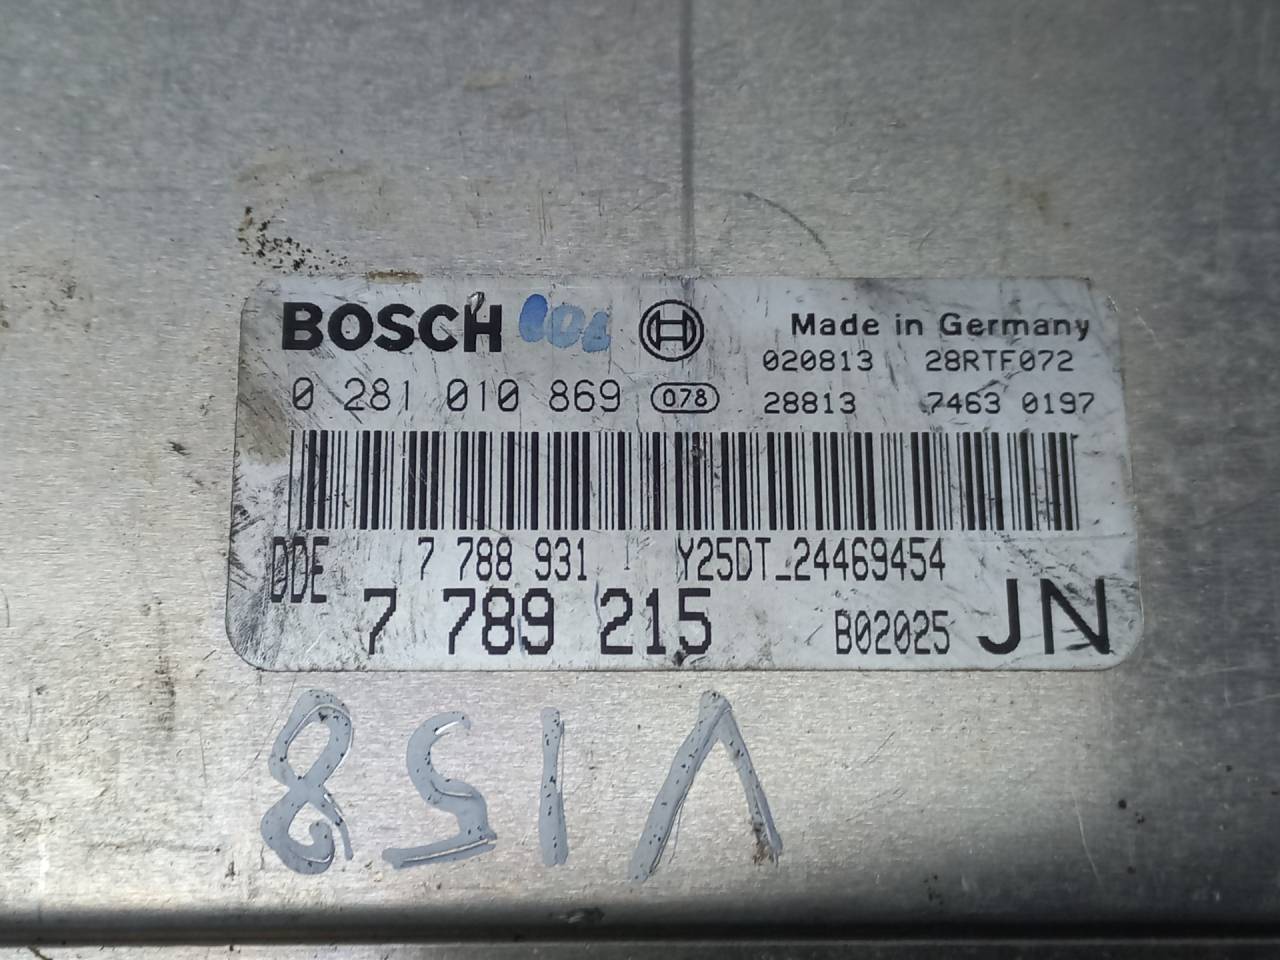 BOSCH
Made in Germany
020813 28RTF072
0 281 010 869 078 28813 7463 0197
DDE 7 788 931 Y25DT_24469454
7 789 215 B02025 JN
V158